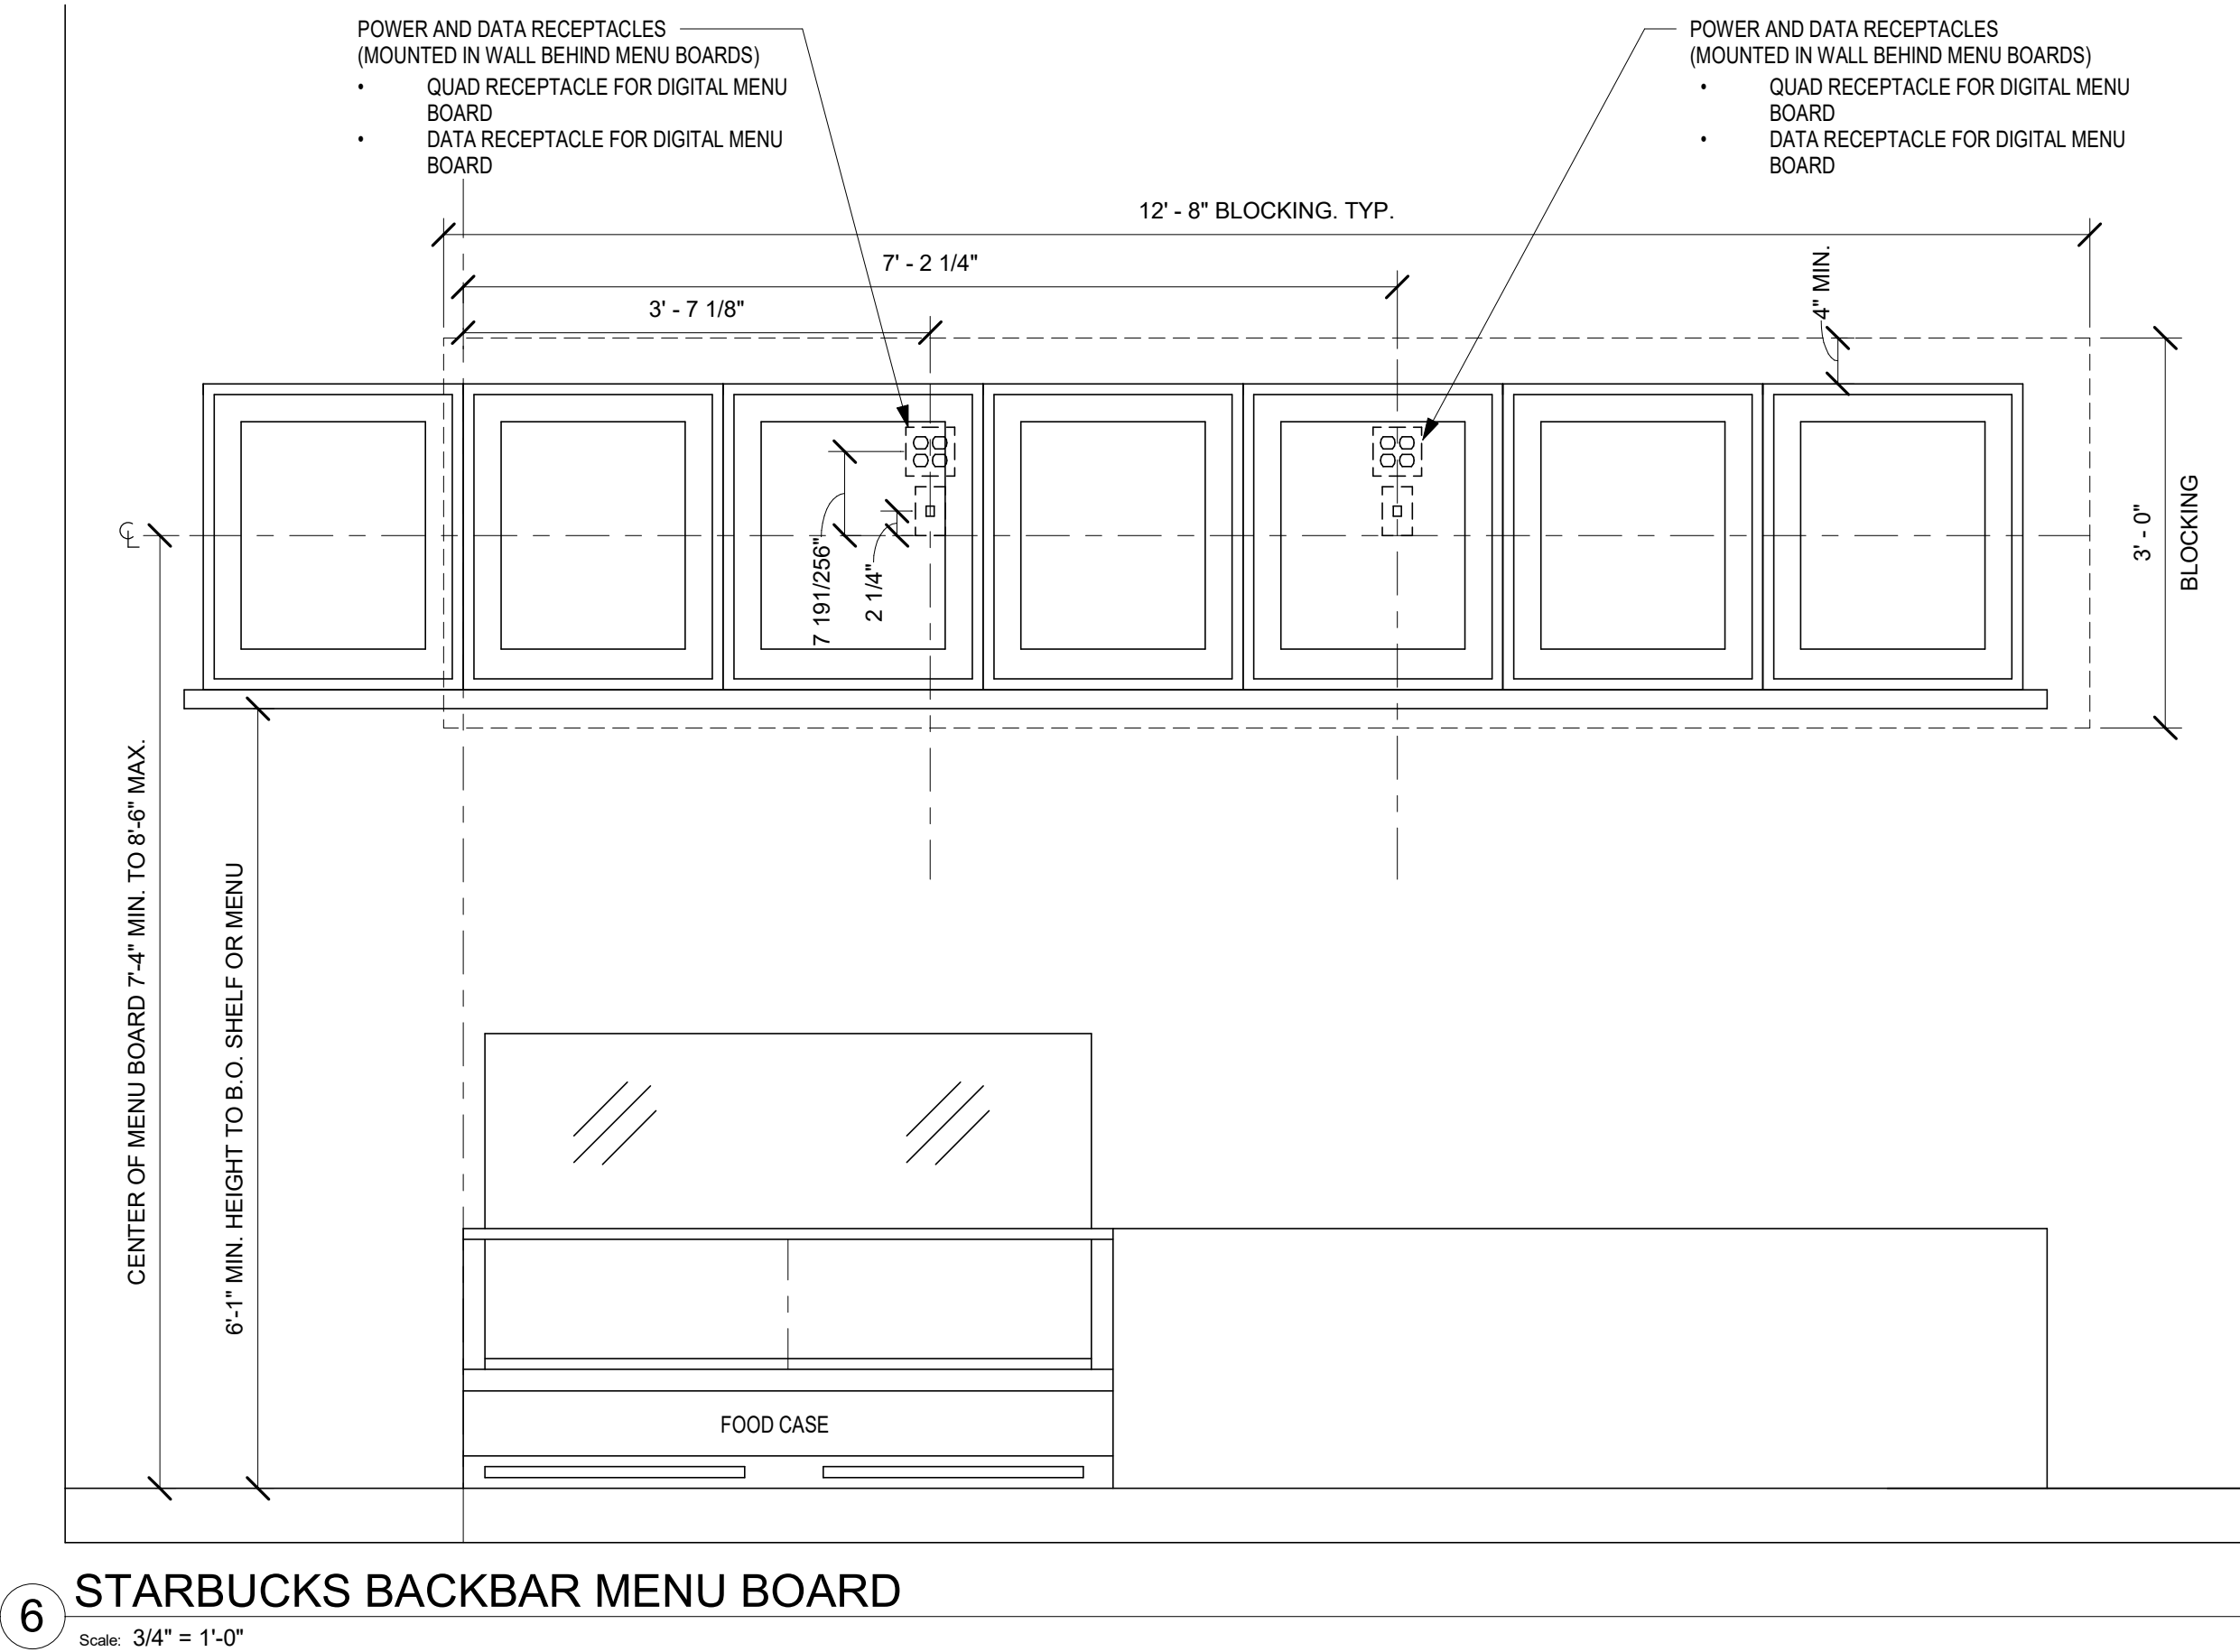 POWER AND DATA RECEPTACLES
(MOUNTED IN WALL BEHIND MENU BOARDS)
• QUAD RECEPTACLE FOR DIGITAL MENU
BOARD
• DATA RECEPTACLE FOR DIGITAL MENU
BOARD
POWER AND DATA RECEPTACLES
(MOUNTED IN WALL BEHIND MENU BOARDS)
• QUAD RECEPTACLE FOR DIGITAL MENU
BOARD
• DATA RECEPTACLE FOR DIGITAL MENU
BOARD
12' - 8" BLOCKING. TYP.
7' - 2 1/4"
3' - 7 1/8"
4" MIN.
℄
7 191/256"
2 1/4"
3' - 0"
BLOCKING
CENTER OF MENU BOARD 7'-4" MIN. TO 8'-6" MAX.
6'-1" MIN. HEIGHT TO B.O. SHELF OR MENU
FOOD CASE
6
STARBUCKS BACKBAR MENU BOARD
Scale: 3/4" = 1'-0"